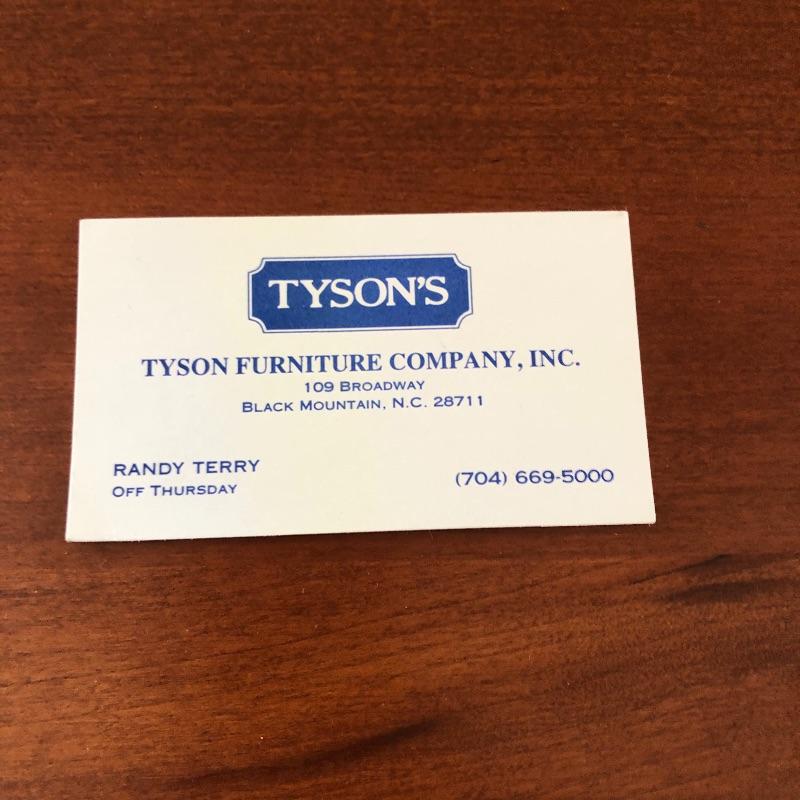 TYSON'S
TYSON FURNITURE COMPANY, INC.
109 BROADWAY
BLACK MOUNTAIN, N.C. 28711
RANDY TERRY
OFF THURSDAY
(704) 669-5000